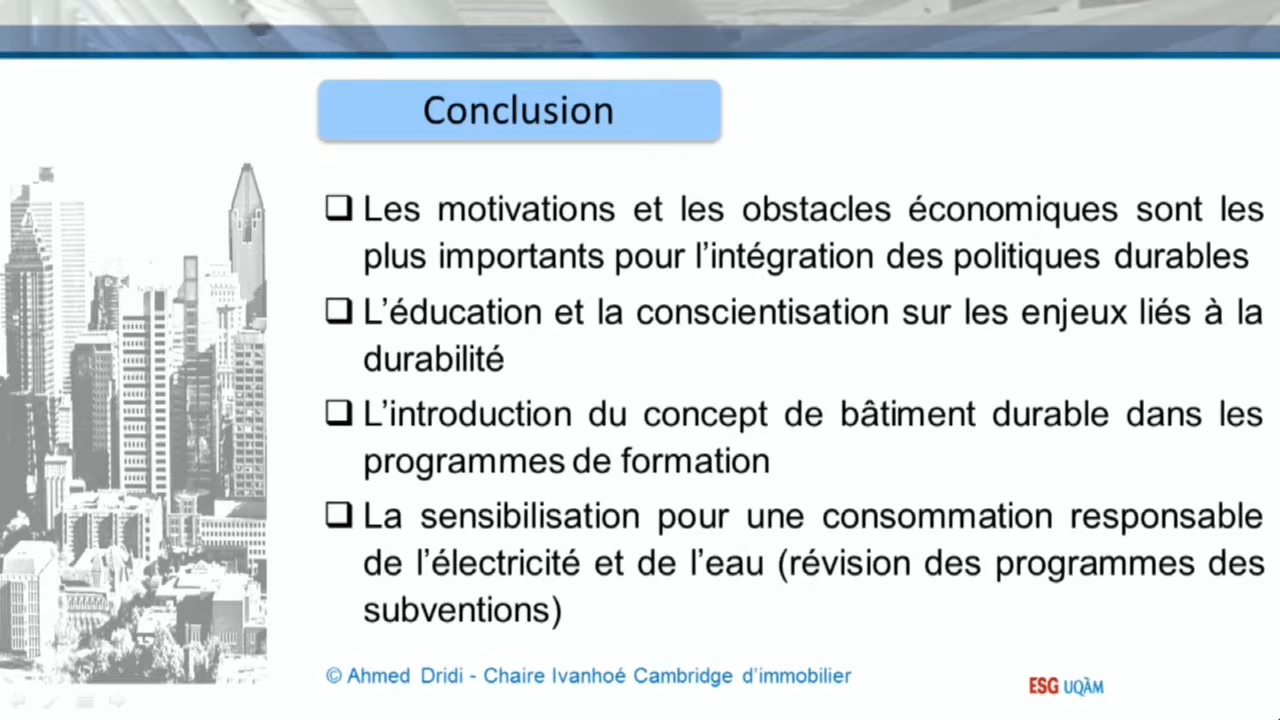 Conclusion
❑ Les motivations et les obstacles économiques sont les
plus importants pour l’intégration des politiques durables
❑ L’éducation et la conscientisation sur les enjeux liés à la
durabilité
❑ L’introduction du concept de bâtiment durable dans les
programmes de formation
❑ La sensibilisation pour une consommation responsable
de l’électricité et de l’eau (révision des programmes des
subventions)
© Ahmed Dridi - Chaire Ivanhoé Cambridge d’immobilier
ESG UQÀM